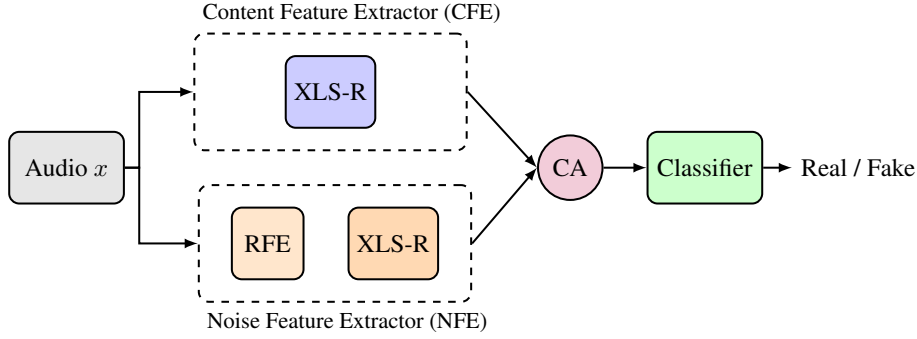 Content Feature Extractor (CFE)
XLS-R
Audio x
CA
Classifier
Real / Fake
RFE
XLS-R
Noise Feature Extractor (NFE)